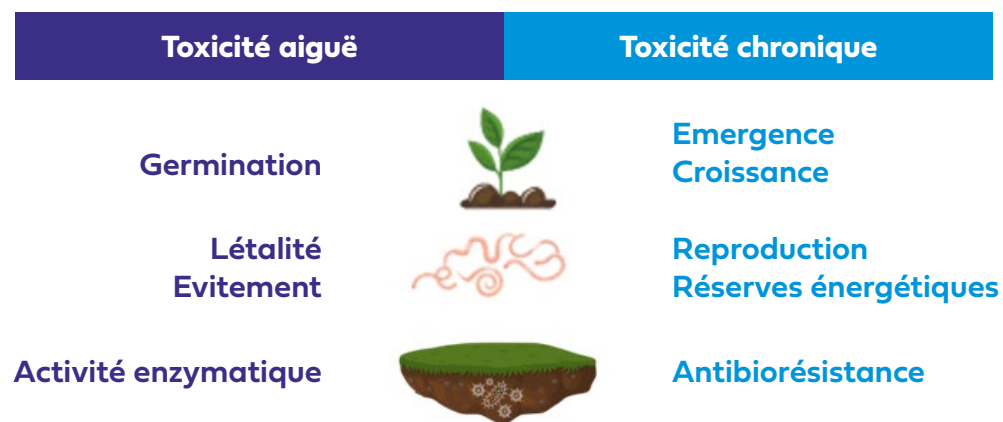 Toxicité aiguë
Toxicité chronique
Germination
Emergence
Croissance
Létalité
Evitement
Reproduction
Réserves énergétiques
Activité enzymatique
Antibiorésistance